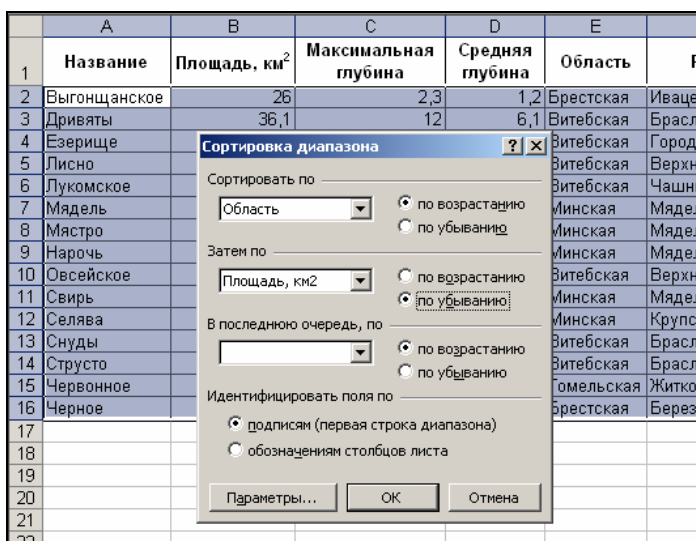 A B C D E
1 Название Площадь, км² Максимальная глубина Средняя глубина Область
2 Выгонщанское 26 2,3 1,2 Брестская Иваце
3 Дривяты 36,1 12 6,1 Витебская Брасл
4 Езерище Витебская Город
5 Лисно Витебская Верхн
6 Лукомское Витебская Чашн
7 Мядель Минская Мяде
8 Мястро Минская Мяде
9 Нарочь Минская Мяде
10 Овсейское Витебская Верхн
11 Свирь Минская Мяде
12 Селява Минская Крупс
13 Снуды Витебская Брасл
14 Струсто Витебская Брасл
15 Червонное Гомельская Житко
16 Черное Брестская Берез
17
18
19
20
21
22
Сортировка диапазона
Сортировать по
Область
по возрастанию
по убыванию
Затем по
Площадь, км2
по возрастанию
по убыванию
В последнюю очередь, по
по возрастанию
по убыванию
Идентифицировать поля по
подписям (первая строка диапазона)
обозначениям столбцов листа
Параметры... ОК Отмена